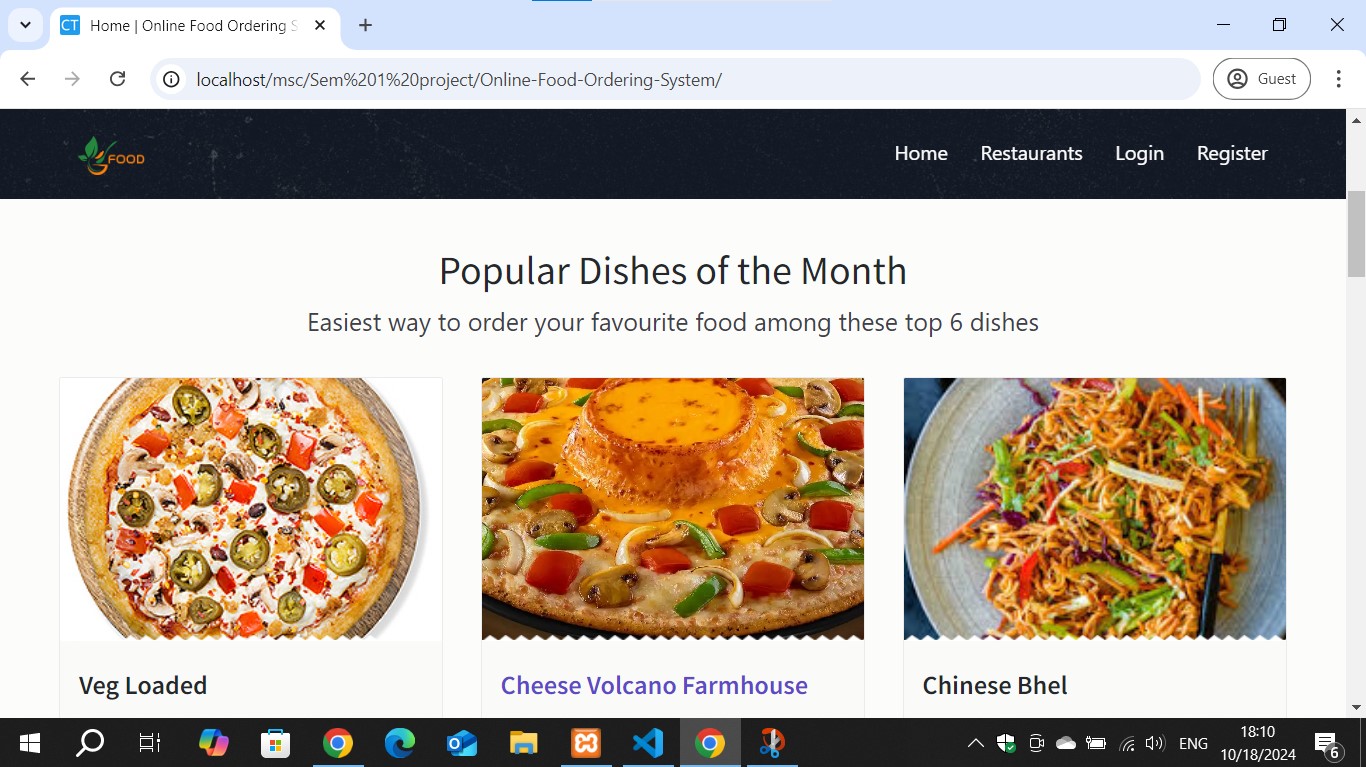 CT Home | Online Food Ordering S
localhost/msc/Sem%201%20project/Online-Food-Ordering-System/
Guest
FOOD
Home Restaurants Login Register
Popular Dishes of the Month
Easiest way to order your favourite food among these top 6 dishes
Veg Loaded
Cheese Volcano Farmhouse
Chinese Bhel
ENG
18:10
10/18/2024
6